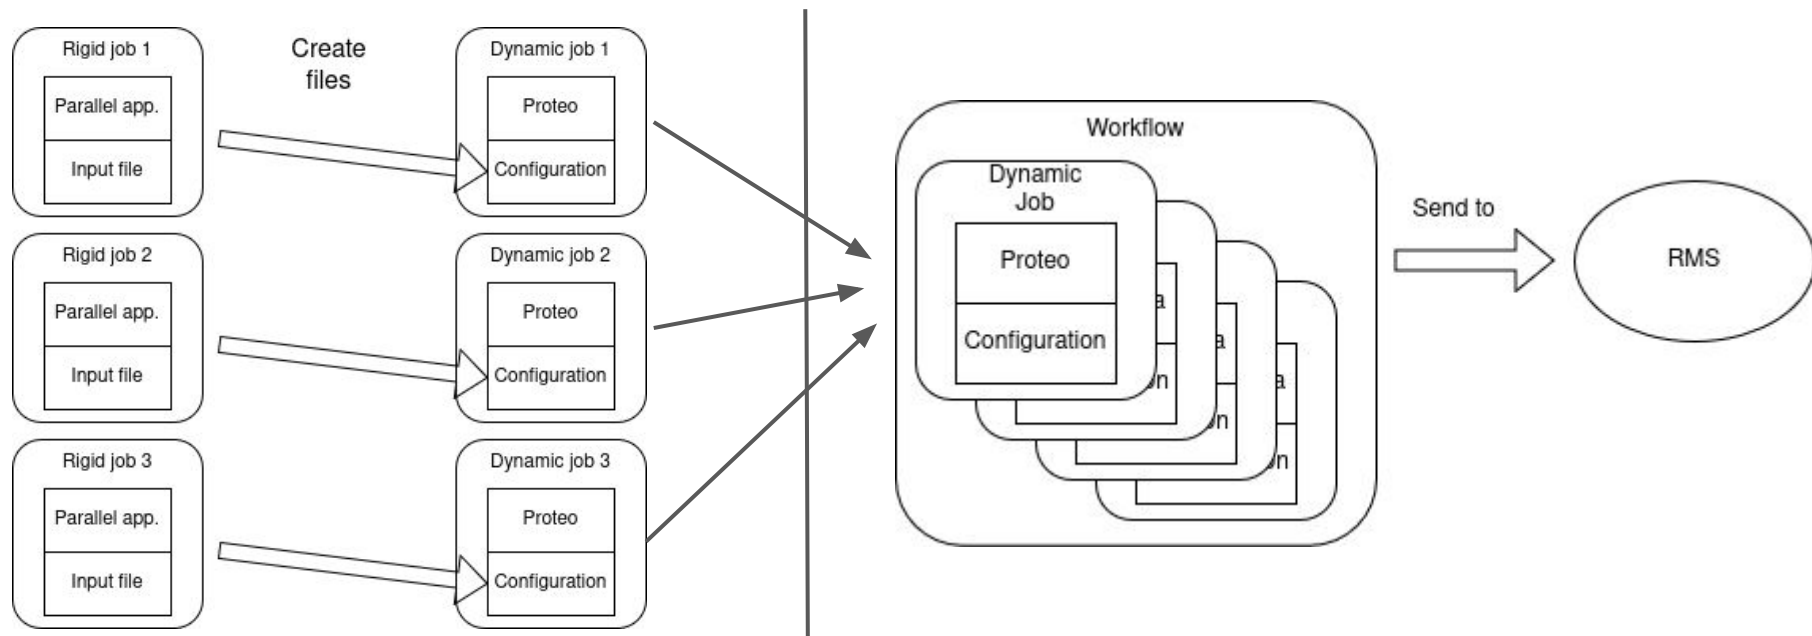 Rigid job 1
Parallel app.
Input file
Create
files
Dynamic job 1
Proteo
Configuration
Rigid job 2
Parallel app.
Input file
Dynamic job 2
Proteo
Configuration
Rigid job 3
Parallel app.
Input file
Dynamic job 3
Proteo
Configuration
Workflow
Dynamic
Job
Proteo
Configuration
Send to
RMS